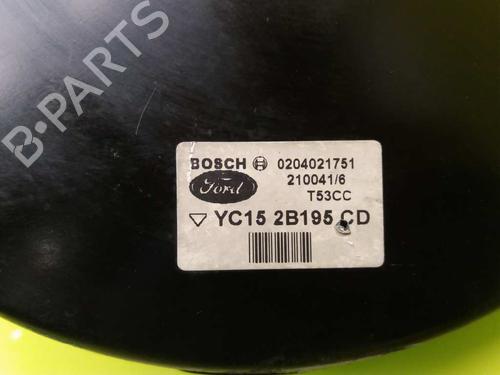 B-PARTS
BOSCH 0204021751
210041/6
Ford
T53CC
YC15 2B195 CD